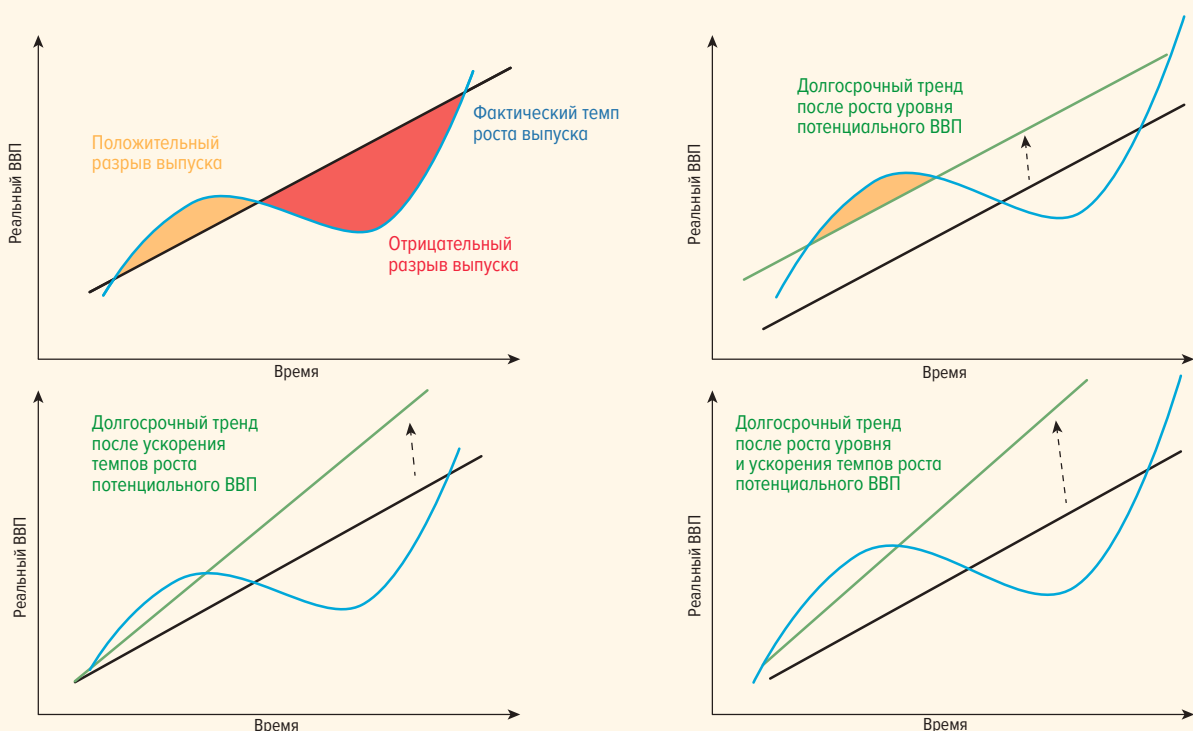 Реальный ВВП
Положительный
разрыв выпуска
Фактический темп
роста выпуска
Отрицательный
разрыв выпуска
Время
Реальный ВВП
Долгосрочный тренд
после роста уровня
потенциального ВВП
Время
Реальный ВВП
Долгосрочный тренд
после ускорения
темпов роста
потенциального ВВП
Время
Реальный ВВП
Долгосрочный тренд
после роста уровня
и ускорения темпов роста
потенциального ВВП
Время